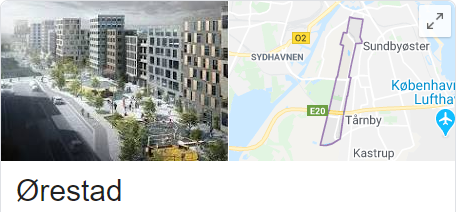 O2
SYDHAVNEN
Sundbyøster
Københav
Lufthav
E20
Tårnby
Kastrup
Ørestad